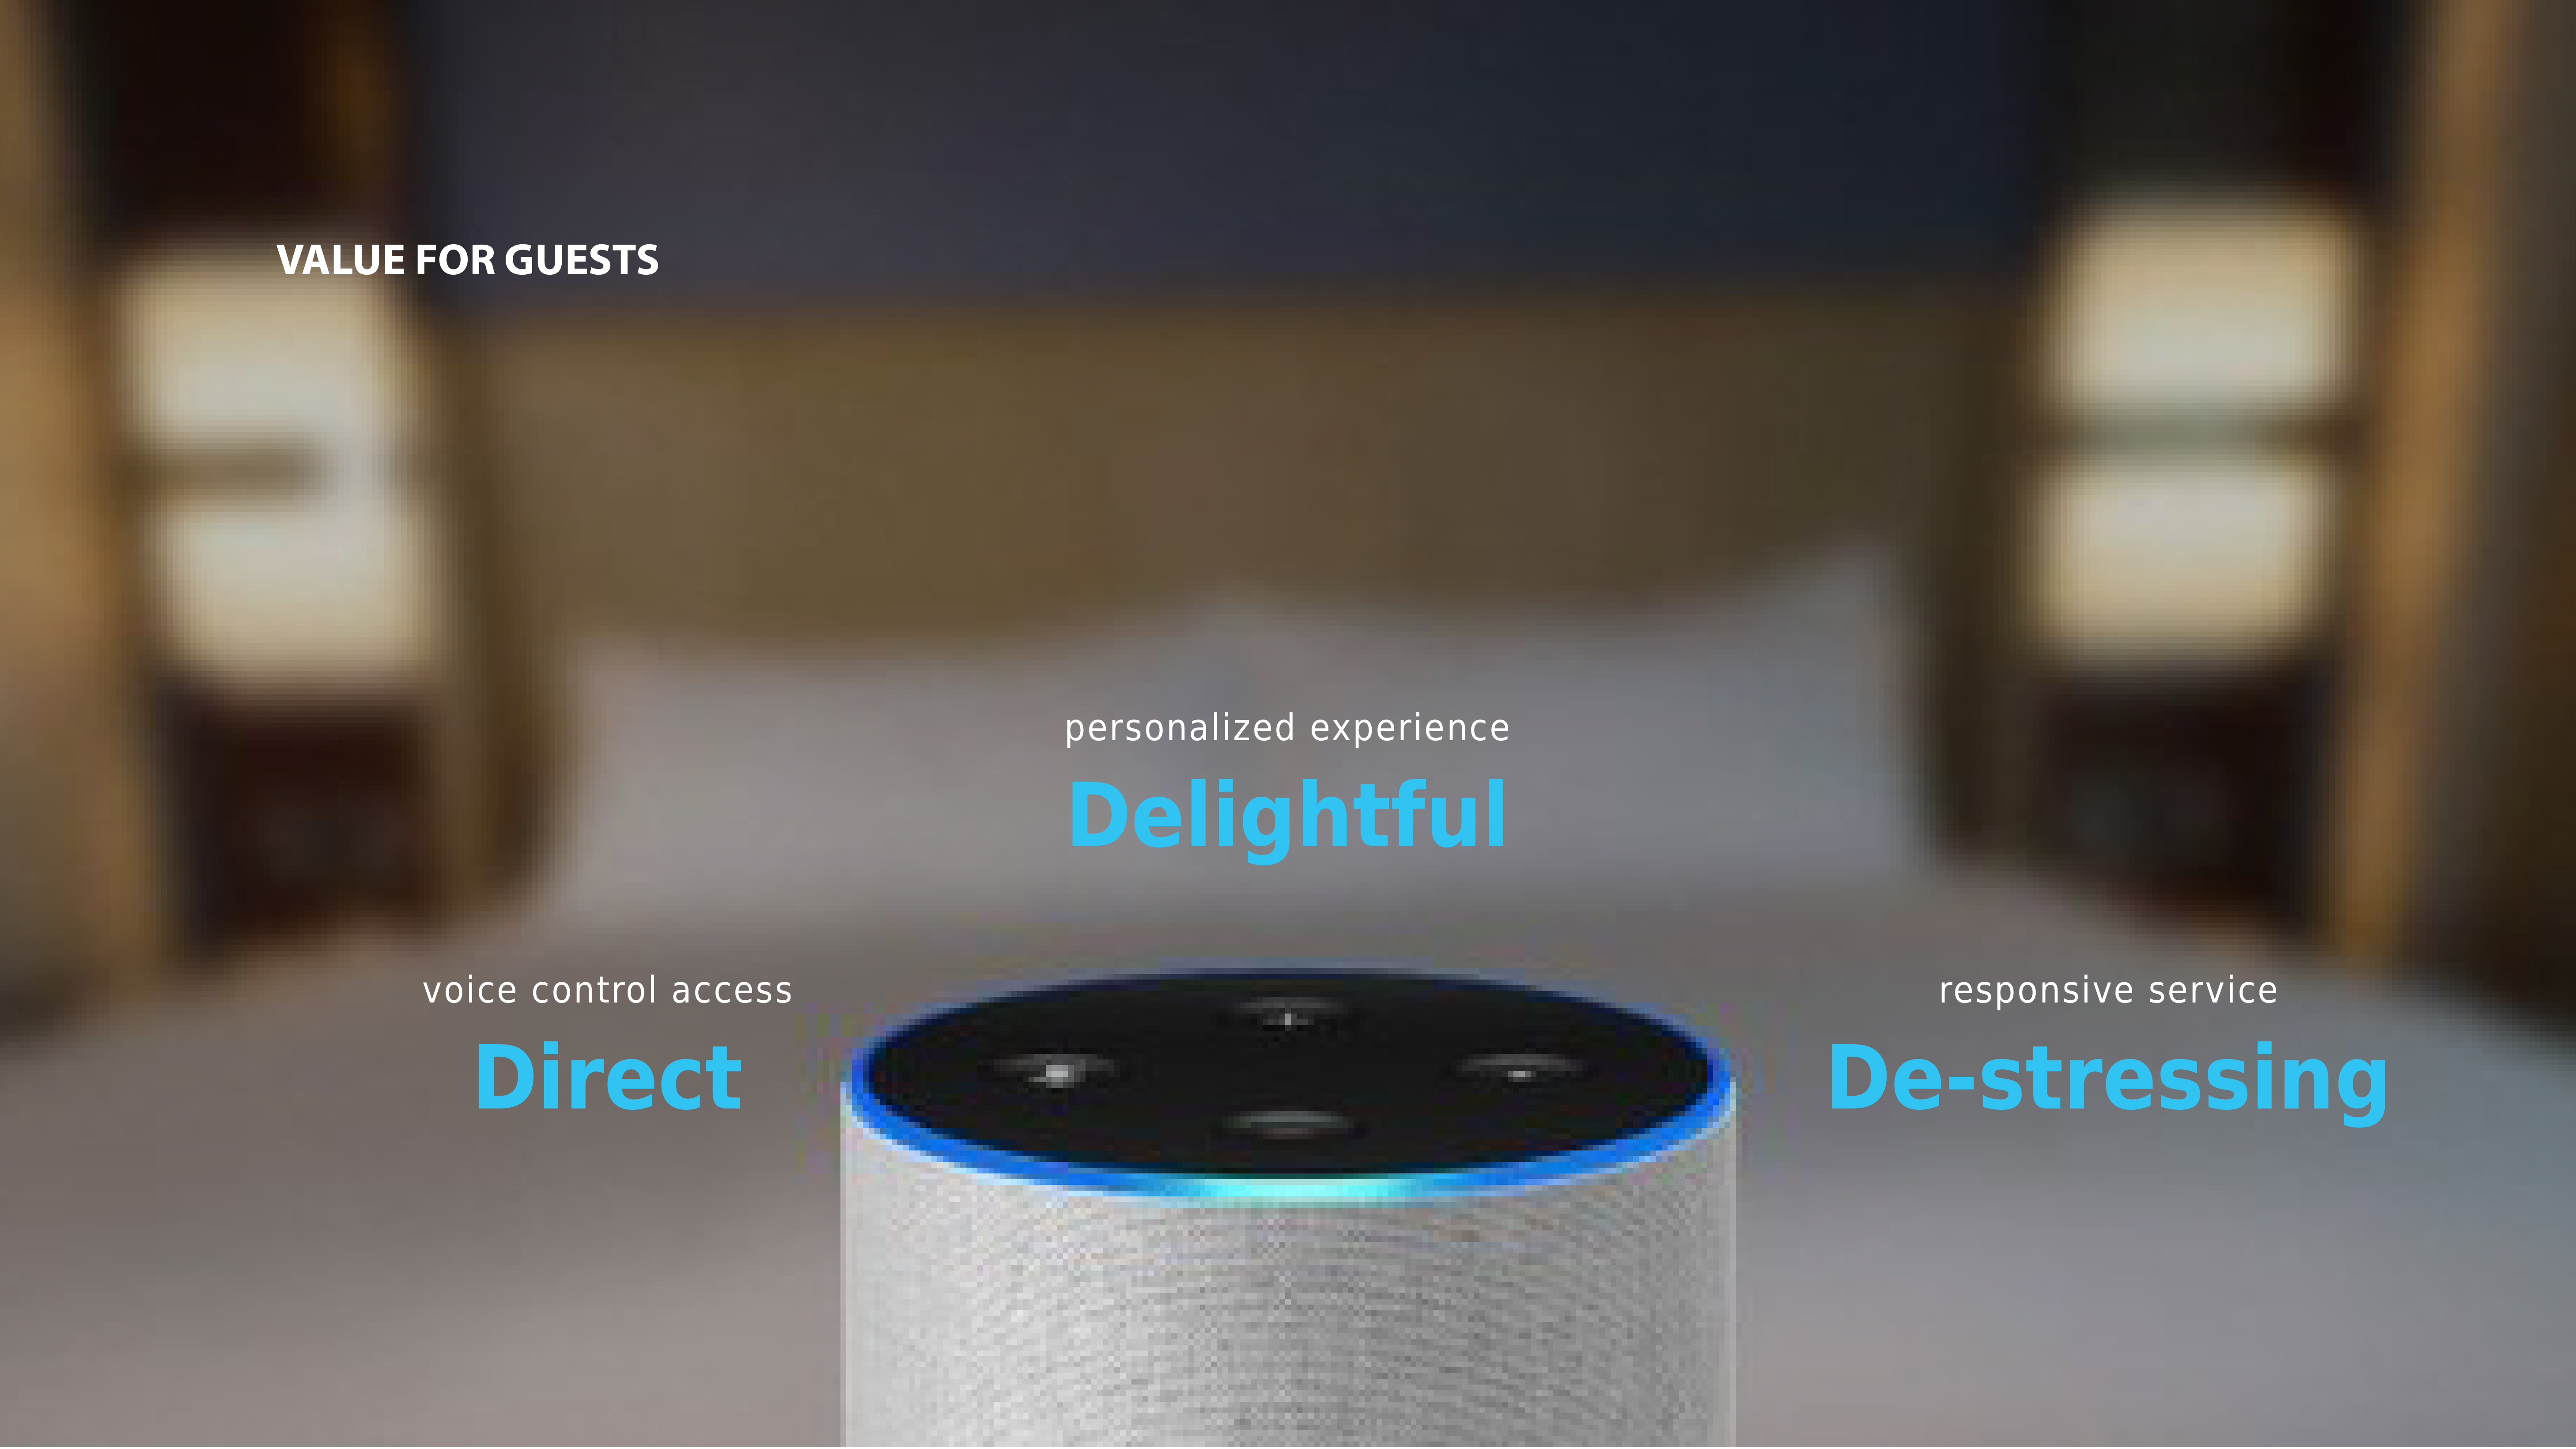 VALUE FOR GUESTS
personalized experience
Delightful
voice control access
Direct
responsive service
De-stressing